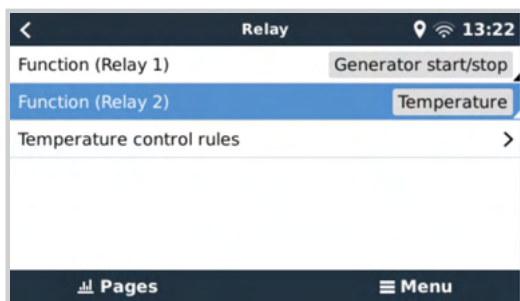 Relay 13:22
Function (Relay 1) Generator start/stop
Function (Relay 2) Temperature
Temperature control rules
Pages Menu